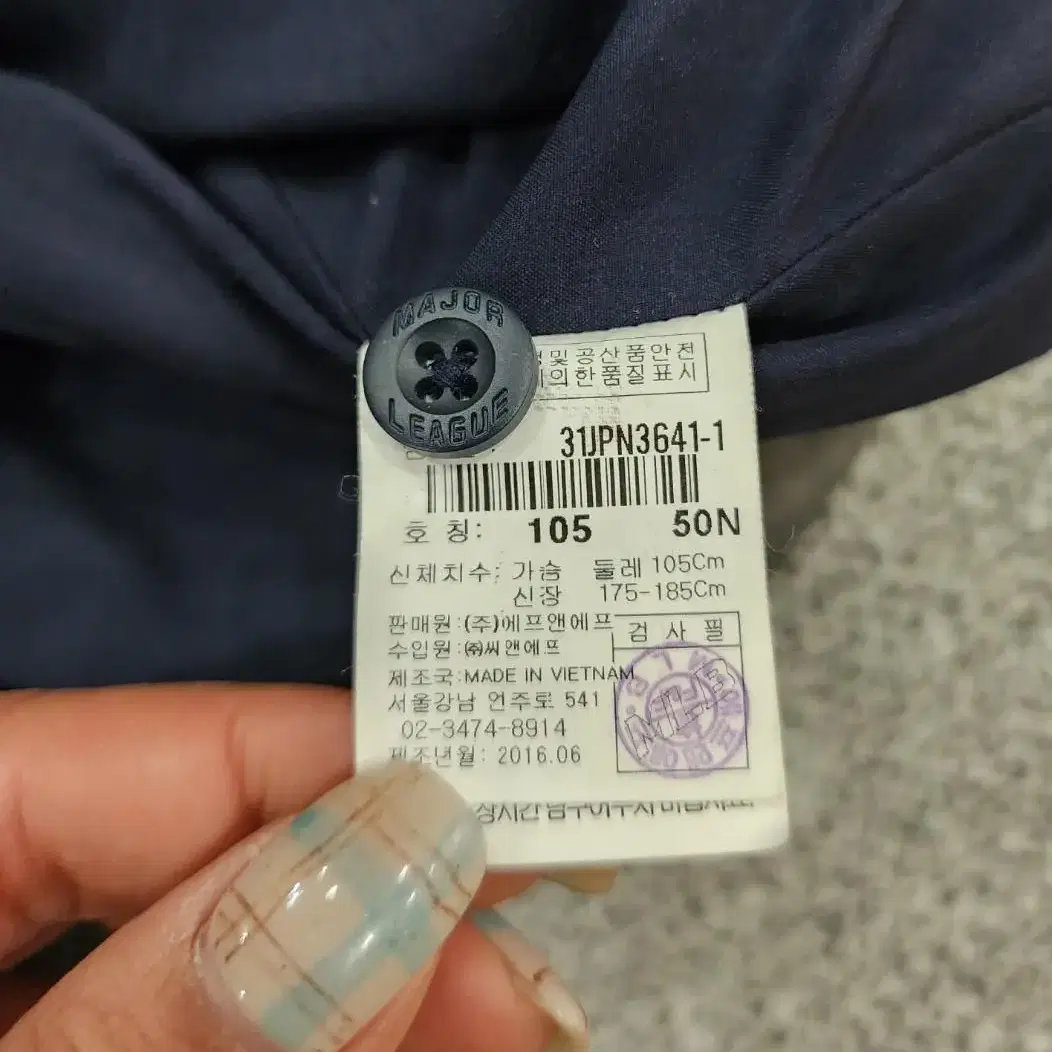 MAJOR
LEAGUE
및 공산품안전
의한품질표시
31JPN3641-1
호 칭: 105 50N
신체치수: 가슴 둘레 105Cm
신장 175-185Cm
판매원:(주)에프앤에프
수입원:㈜씨앤에프
제조국:MADE IN VIETNAM
서울강남 언주로 541
02-3474-8914
제조년월: 2016.06
검 사 필
MLB